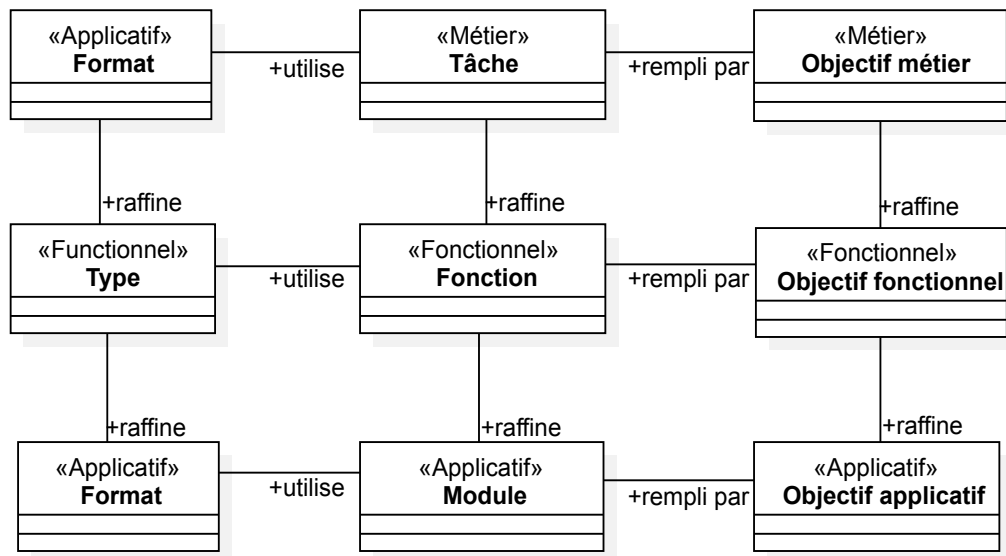 «Applicatif»
Format
+utilise
«Métier»
Tâche
+rempli par
«Métier»
Objectif métier
+raffine
+raffine
+raffine
«Functionnel»
Type
+utilise
«Fonctionnel»
Fonction
+rempli par
«Fonctionnel»
Objectif fonctionnel
+raffine
+raffine
+raffine
«Applicatif»
Format
+utilise
«Applicatif»
Module
+rempli par
«Applicatif»
Objectif applicatif